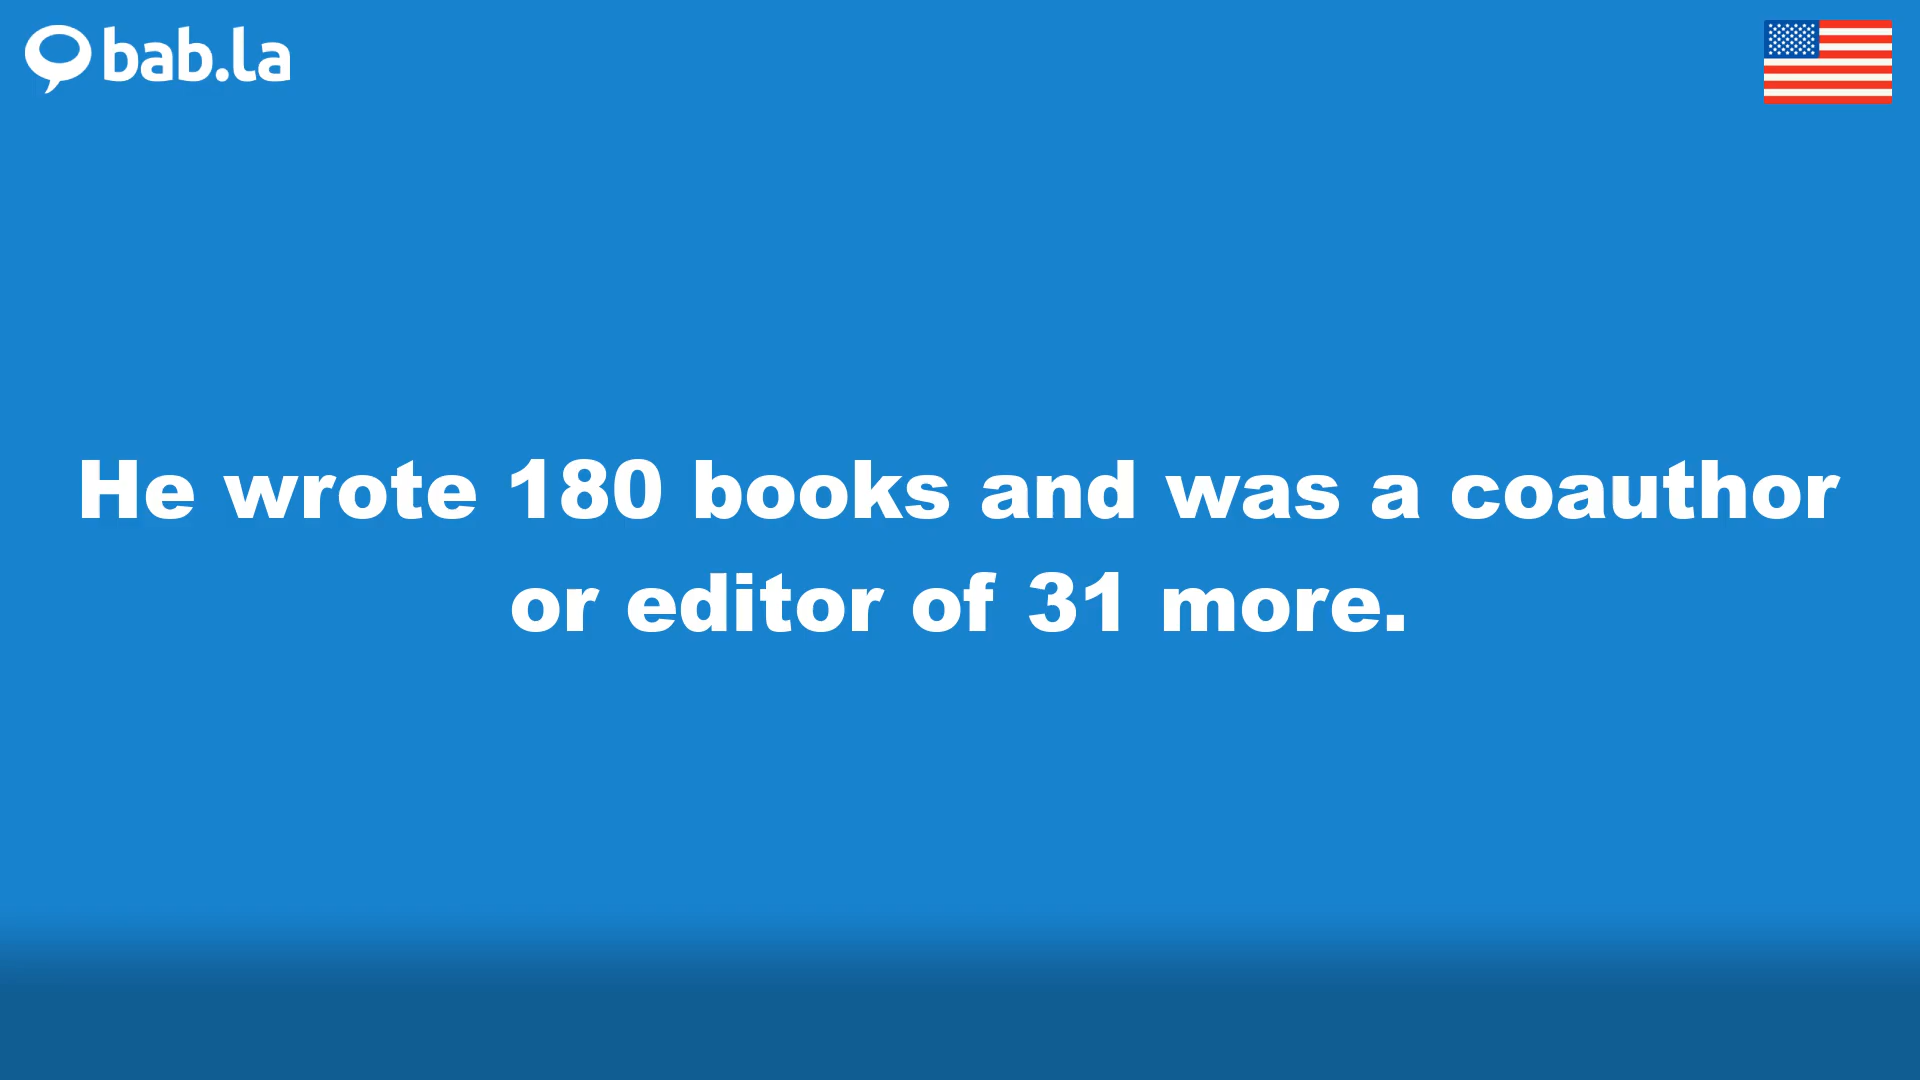 bab.la
He wrote 180 books and was a coauthor
or editor of 31 more.